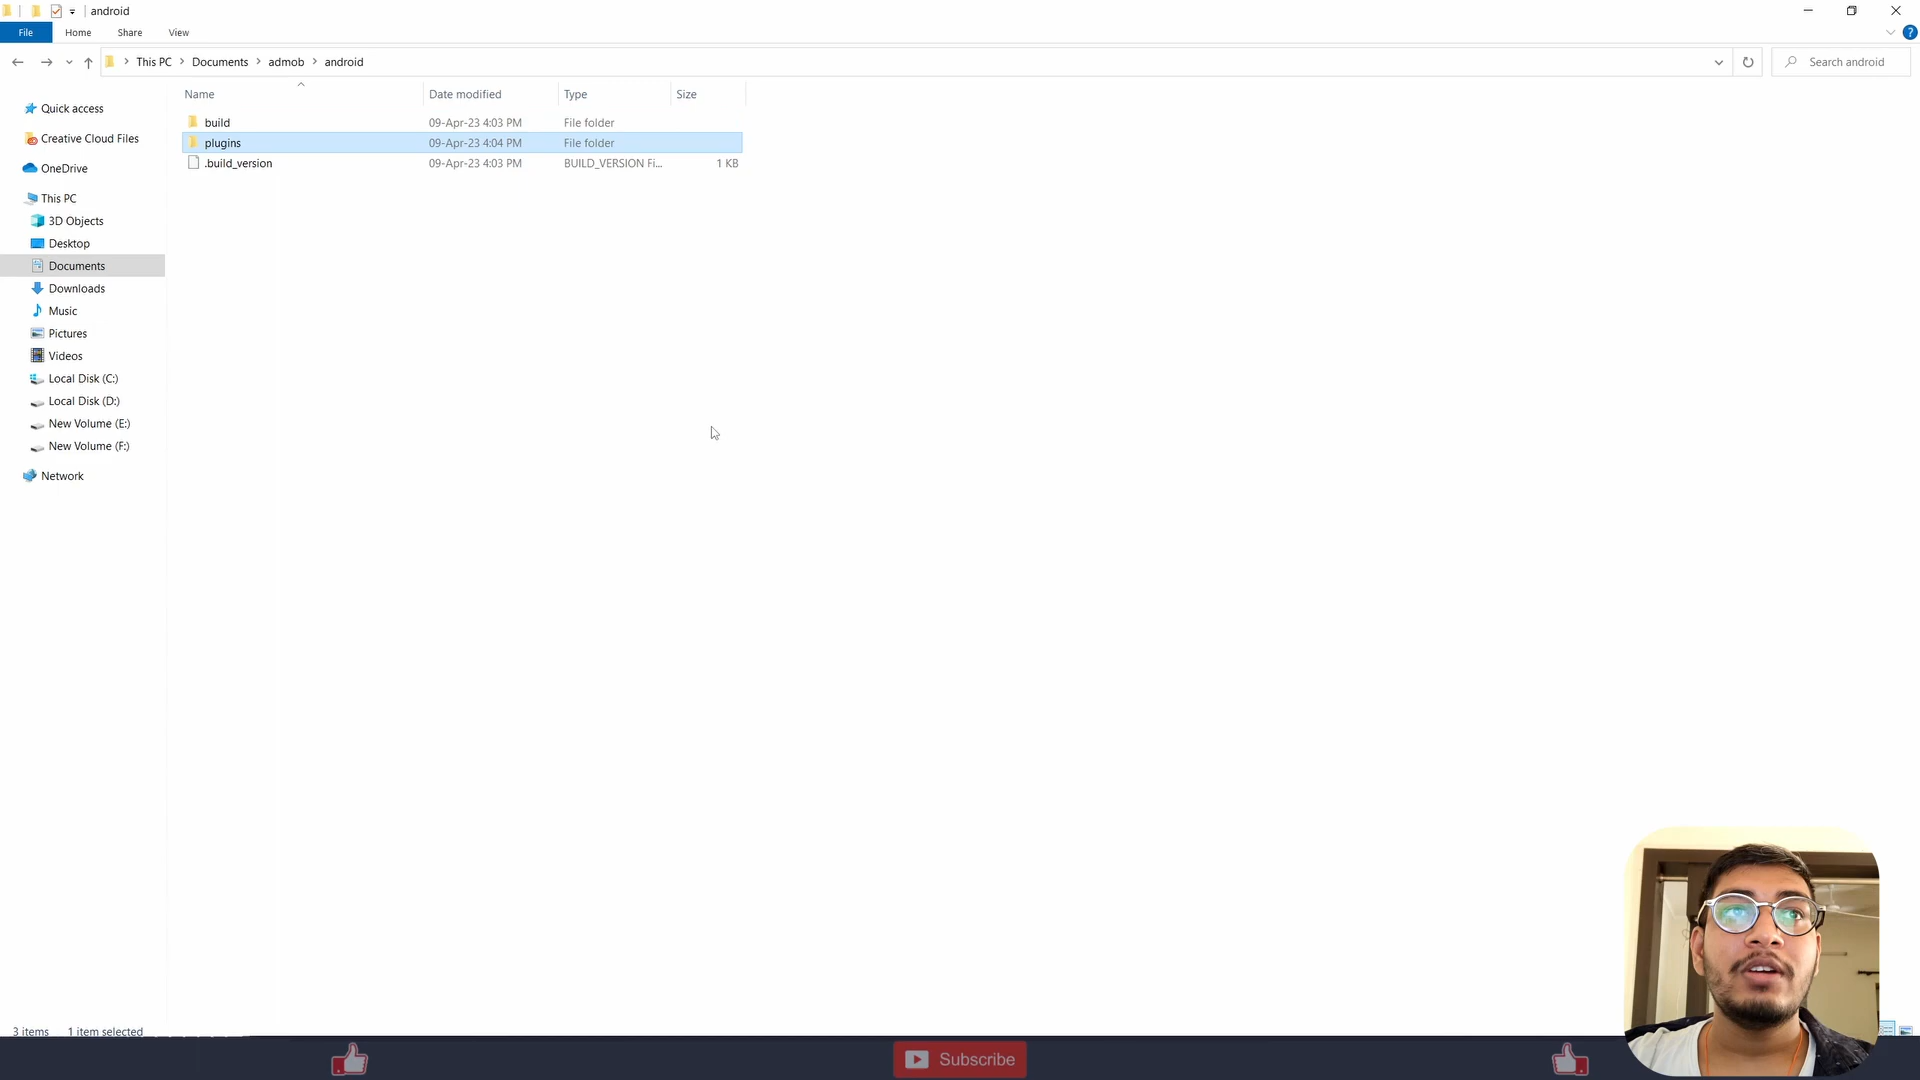 android
File Home Share View
This PC Documents admob android
Search android
Name Date modified Type Size
build 09-Apr-23 4:03 PM File folder
plugins 09-Apr-23 4:04 PM File folder
.build_version 09-Apr-23 4:03 PM BUILD_VERSION Fi... 1 KB
Quick access
Creative Cloud Files
OneDrive
This PC
3D Objects
Desktop
Documents
Downloads
Music
Pictures
Videos
Local Disk (C:)
Local Disk (D:)
New Volume (E:)
New Volume (F:)
Network
3 items 1 item selected
Subscribe